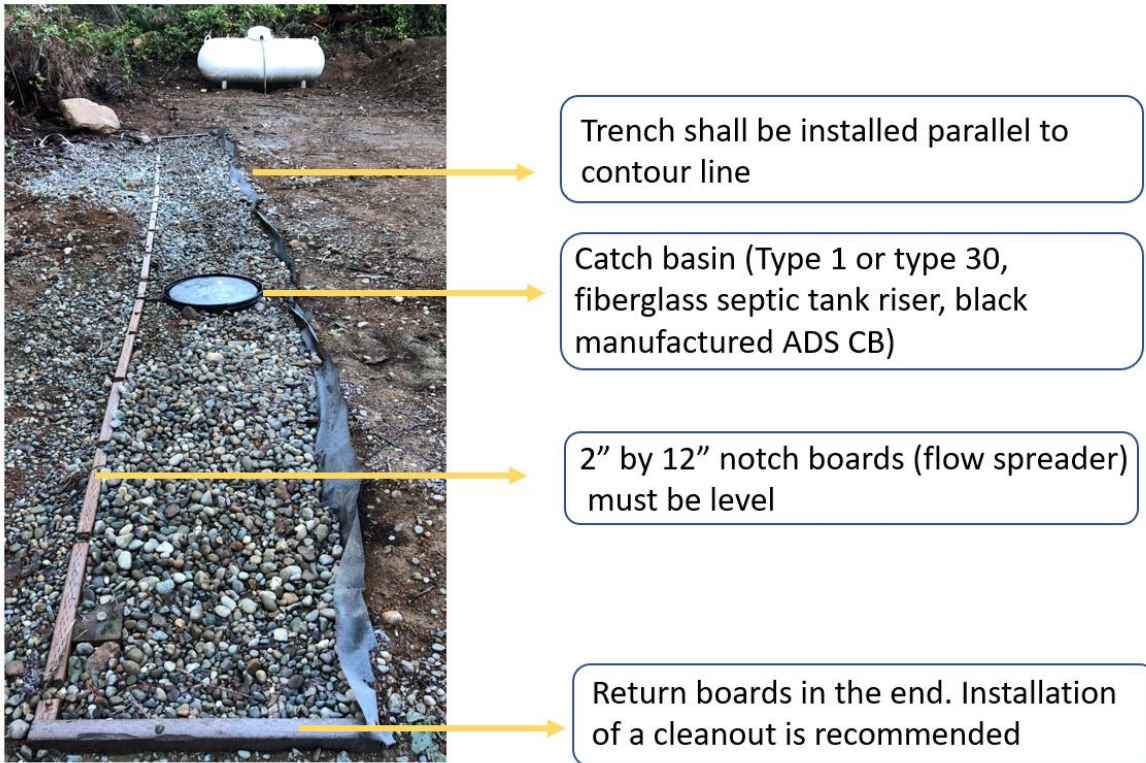 Trench shall be installed parallel to
contour line
Catch basin (Type 1 or type 30,
fiberglass septic tank riser, black
manufactured ADS CB)
2” by 12” notch boards (flow spreader)
must be level
Return boards in the end. Installation
of a cleanout is recommended